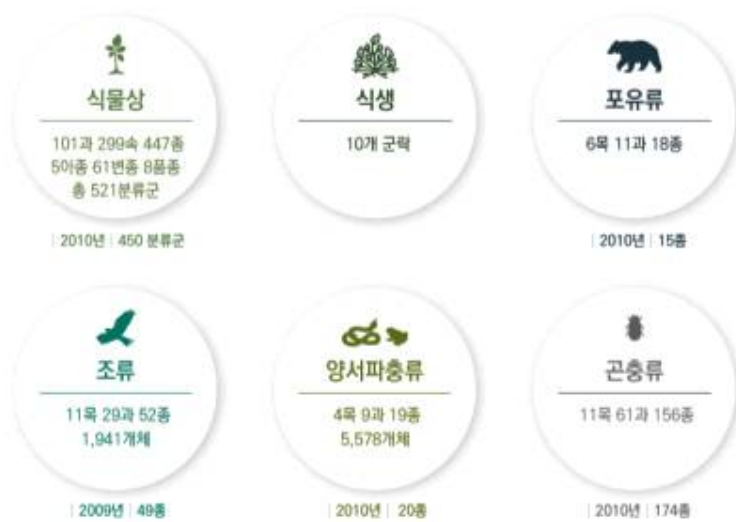 식물상
101과 299속 447종
5아종 61변종 8품종
총 521분류군
2010년 | 450 분류군
식생
10개 군락
포유류
6목 11과 18종
2010년 | 15종
조류
11목 29과 52종
1,941개체
2009년 | 49종
양서파충류
4목 9과 19종
5,578개체
2010년 | 20종
곤충류
11목 61과 156종
2010년 | 174종